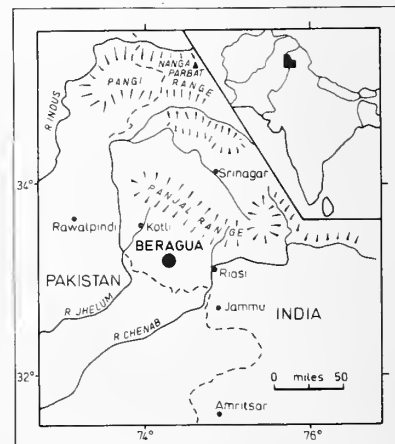 NANGA
PARBAT
PANGI
RANGE
R INDUS
34°
Srinagar
PANJAL RANGE
Rawalpindi
Kotli
BERAGUA
PAKISTAN
Riasi
R. JHELUM
Jammu
INDIA
R CHENAB
0 miles 50
32°
Amritsar
74°
76°